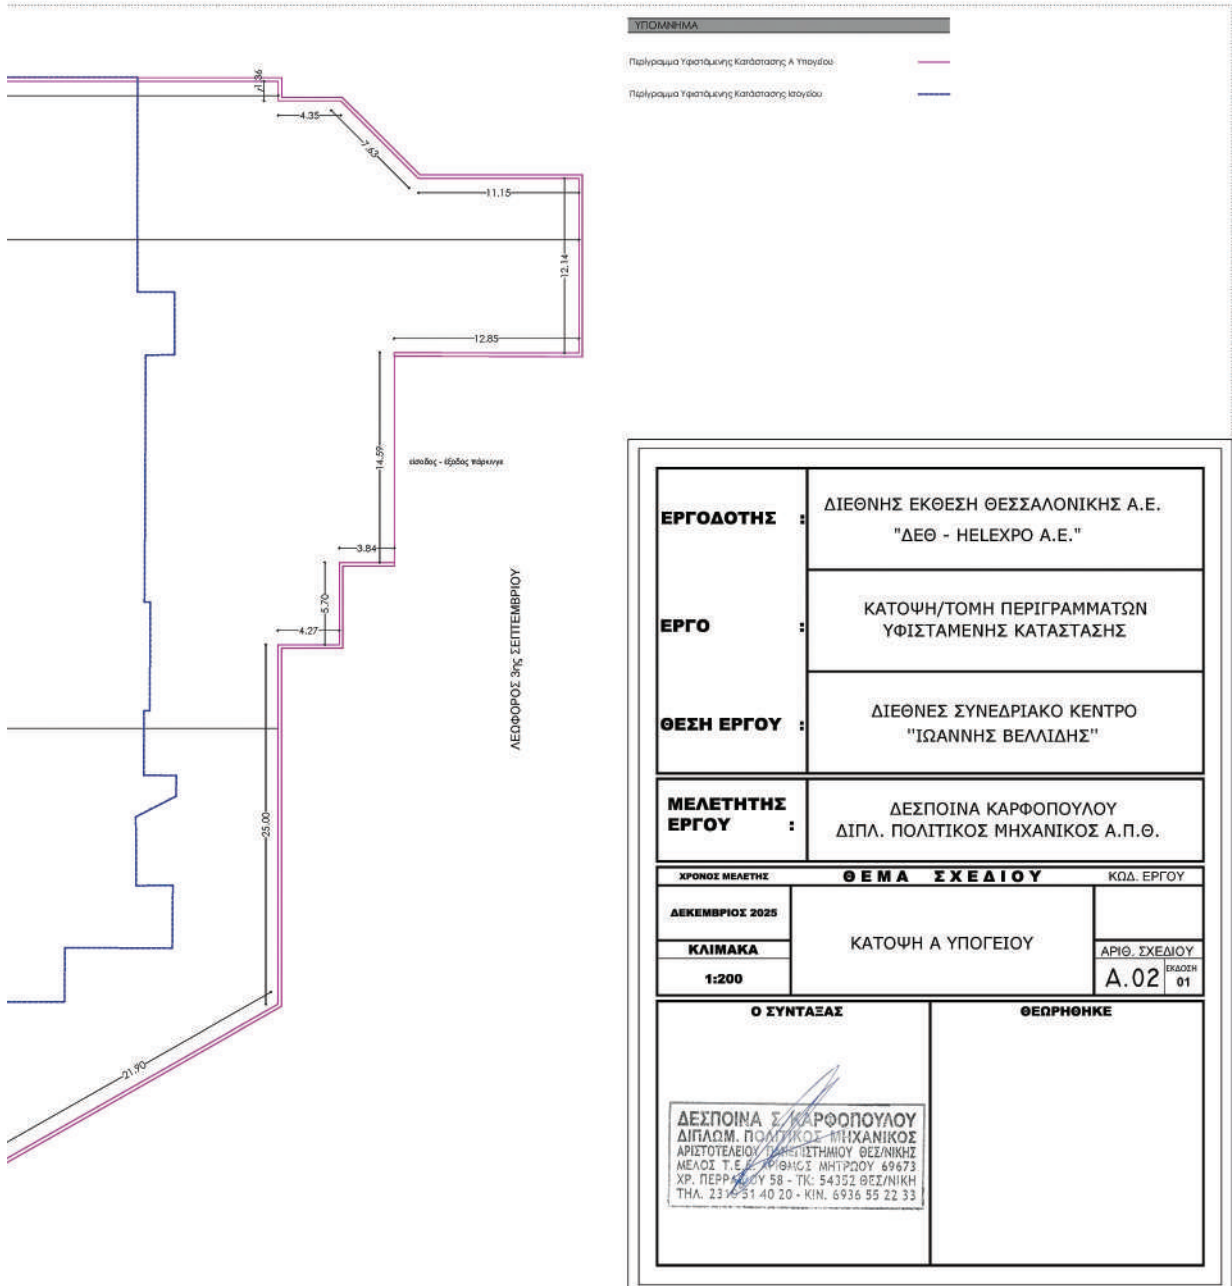 ΥΠΟΜΝΗΜΑ
Περίγραμμα Υφιστάμενης Κατάστασης Α Υπογείου
Περίγραμμα Υφιστάμενης Κατάστασης Ισογείου
1.36
4.35
7.63
11.15
12.14
12.85
14.59
είσοδος - έξοδος πάρκινγκ
3.84
5.70
4.27
ΛΕΩΦΟΡΟΣ 3ης ΣΕΠΤΕΜΒΡΙΟΥ
25.00
21.90
ΕΡΓΟΔΟΤΗΣ :
ΔΙΕΘΝΗΣ ΕΚΘΕΣΗ ΘΕΣΣΑΛΟΝΙΚΗΣ Α.Ε.
"ΔΕΘ - HELEXPO Α.Ε."
ΕΡΓΟ :
ΚΑΤΟΨΗ/ΤΟΜΗ ΠΕΡΙΓΡΑΜΜΑΤΩΝ
ΥΦΙΣΤΑΜΕΝΗΣ ΚΑΤΑΣΤΑΣΗΣ
ΘΕΣΗ ΕΡΓΟΥ :
ΔΙΕΘΝΕΣ ΣΥΝΕΔΡΙΑΚΟ ΚΕΝΤΡΟ
"ΙΩΑΝΝΗΣ ΒΕΛΛΙΔΗΣ"
ΜΕΛΕΤΗΤΗΣ
ΕΡΓΟΥ :
ΔΕΣΠΟΙΝΑ ΚΑΡΦΟΠΟΥΛΟΥ
ΔΙΠΛ. ΠΟΛΙΤΙΚΟΣ ΜΗΧΑΝΙΚΟΣ Α.Π.Θ.
ΧΡΟΝΟΣ ΜΕΛΕΤΗΣ
ΘΕΜΑ ΣΧΕΔΙΟΥ
ΚΩΔ. ΕΡΓΟΥ
ΔΕΚΕΜΒΡΙΟΣ 2025
ΚΛΙΜΑΚΑ
1:200
ΚΑΤΟΨΗ Α ΥΠΟΓΕΙΟΥ
ΑΡΙΘ. ΣΧΕΔΙΟΥ
Α.02
ΕΚΔΟΣΗ
01
Ο ΣΥΝΤΑΞΑΣ
ΘΕΩΡΗΘΗΚΕ
ΔΕΣΠΟΙΝΑ Σ ΚΑΡΦΟΠΟΥΛΟΥ
ΔΙΠΛΩΜ. ΠΟΛΙΤΙΚΟΣ ΜΗΧΑΝΙΚΟΣ
ΑΡΙΣΤΟΤΕΛΕΙΟΥ ΠΑΝΕΠΙΣΤΗΜΙΟΥ ΘΕΣ/ΝΙΚΗΣ
ΜΕΛΟΣ Τ.Ε.Ε. ΑΡΙΘΜΟΣ ΜΗΤΡΩΟΥ 69673
ΧΡ. 58 - ΤΚ: 54352 ΘΕΣ/ΝΙΚΗ
ΤΗΛ. 51 40 20 - ΚΙΝ. 6936 55 22 33